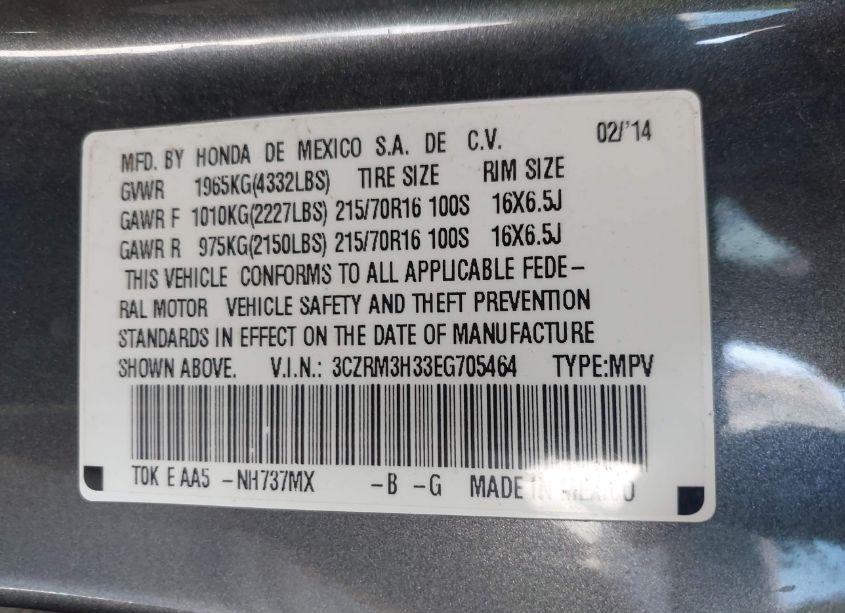 MFD. BY HONDA DE MEXICO S.A. DE C.V. 02/'14
GVWR 1965KG(4332LBS) TIRE SIZE RIM SIZE
GAWR F 1010KG(2227LBS) 215/70R16 100S 16X6.5J
GAWR R 975KG(2150LBS) 215/70R16 100S 16X6.5J
THIS VEHICLE CONFORMS TO ALL APPLICABLE FEDE-
RAL MOTOR VEHICLE SAFETY AND THEFT PREVENTION
STANDARDS IN EFFECT ON THE DATE OF MANUFACTURE
SHOWN ABOVE. V.I.N.: 3CZRM3H33EG705464 TYPE:MPV
T0K E AA5 -NH737MX -B -G MADE IN MEXICO